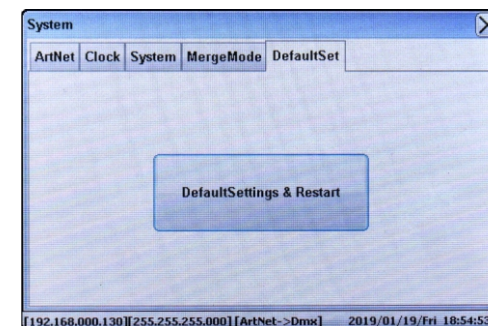 System
ArtNet Clock System MergeMode DefaultSet
DefaultSettings & Restart
[192.168.000.130][255.255.255.000] [ArtNet->Dmx] 2019/01/19/Fri 18:54:53